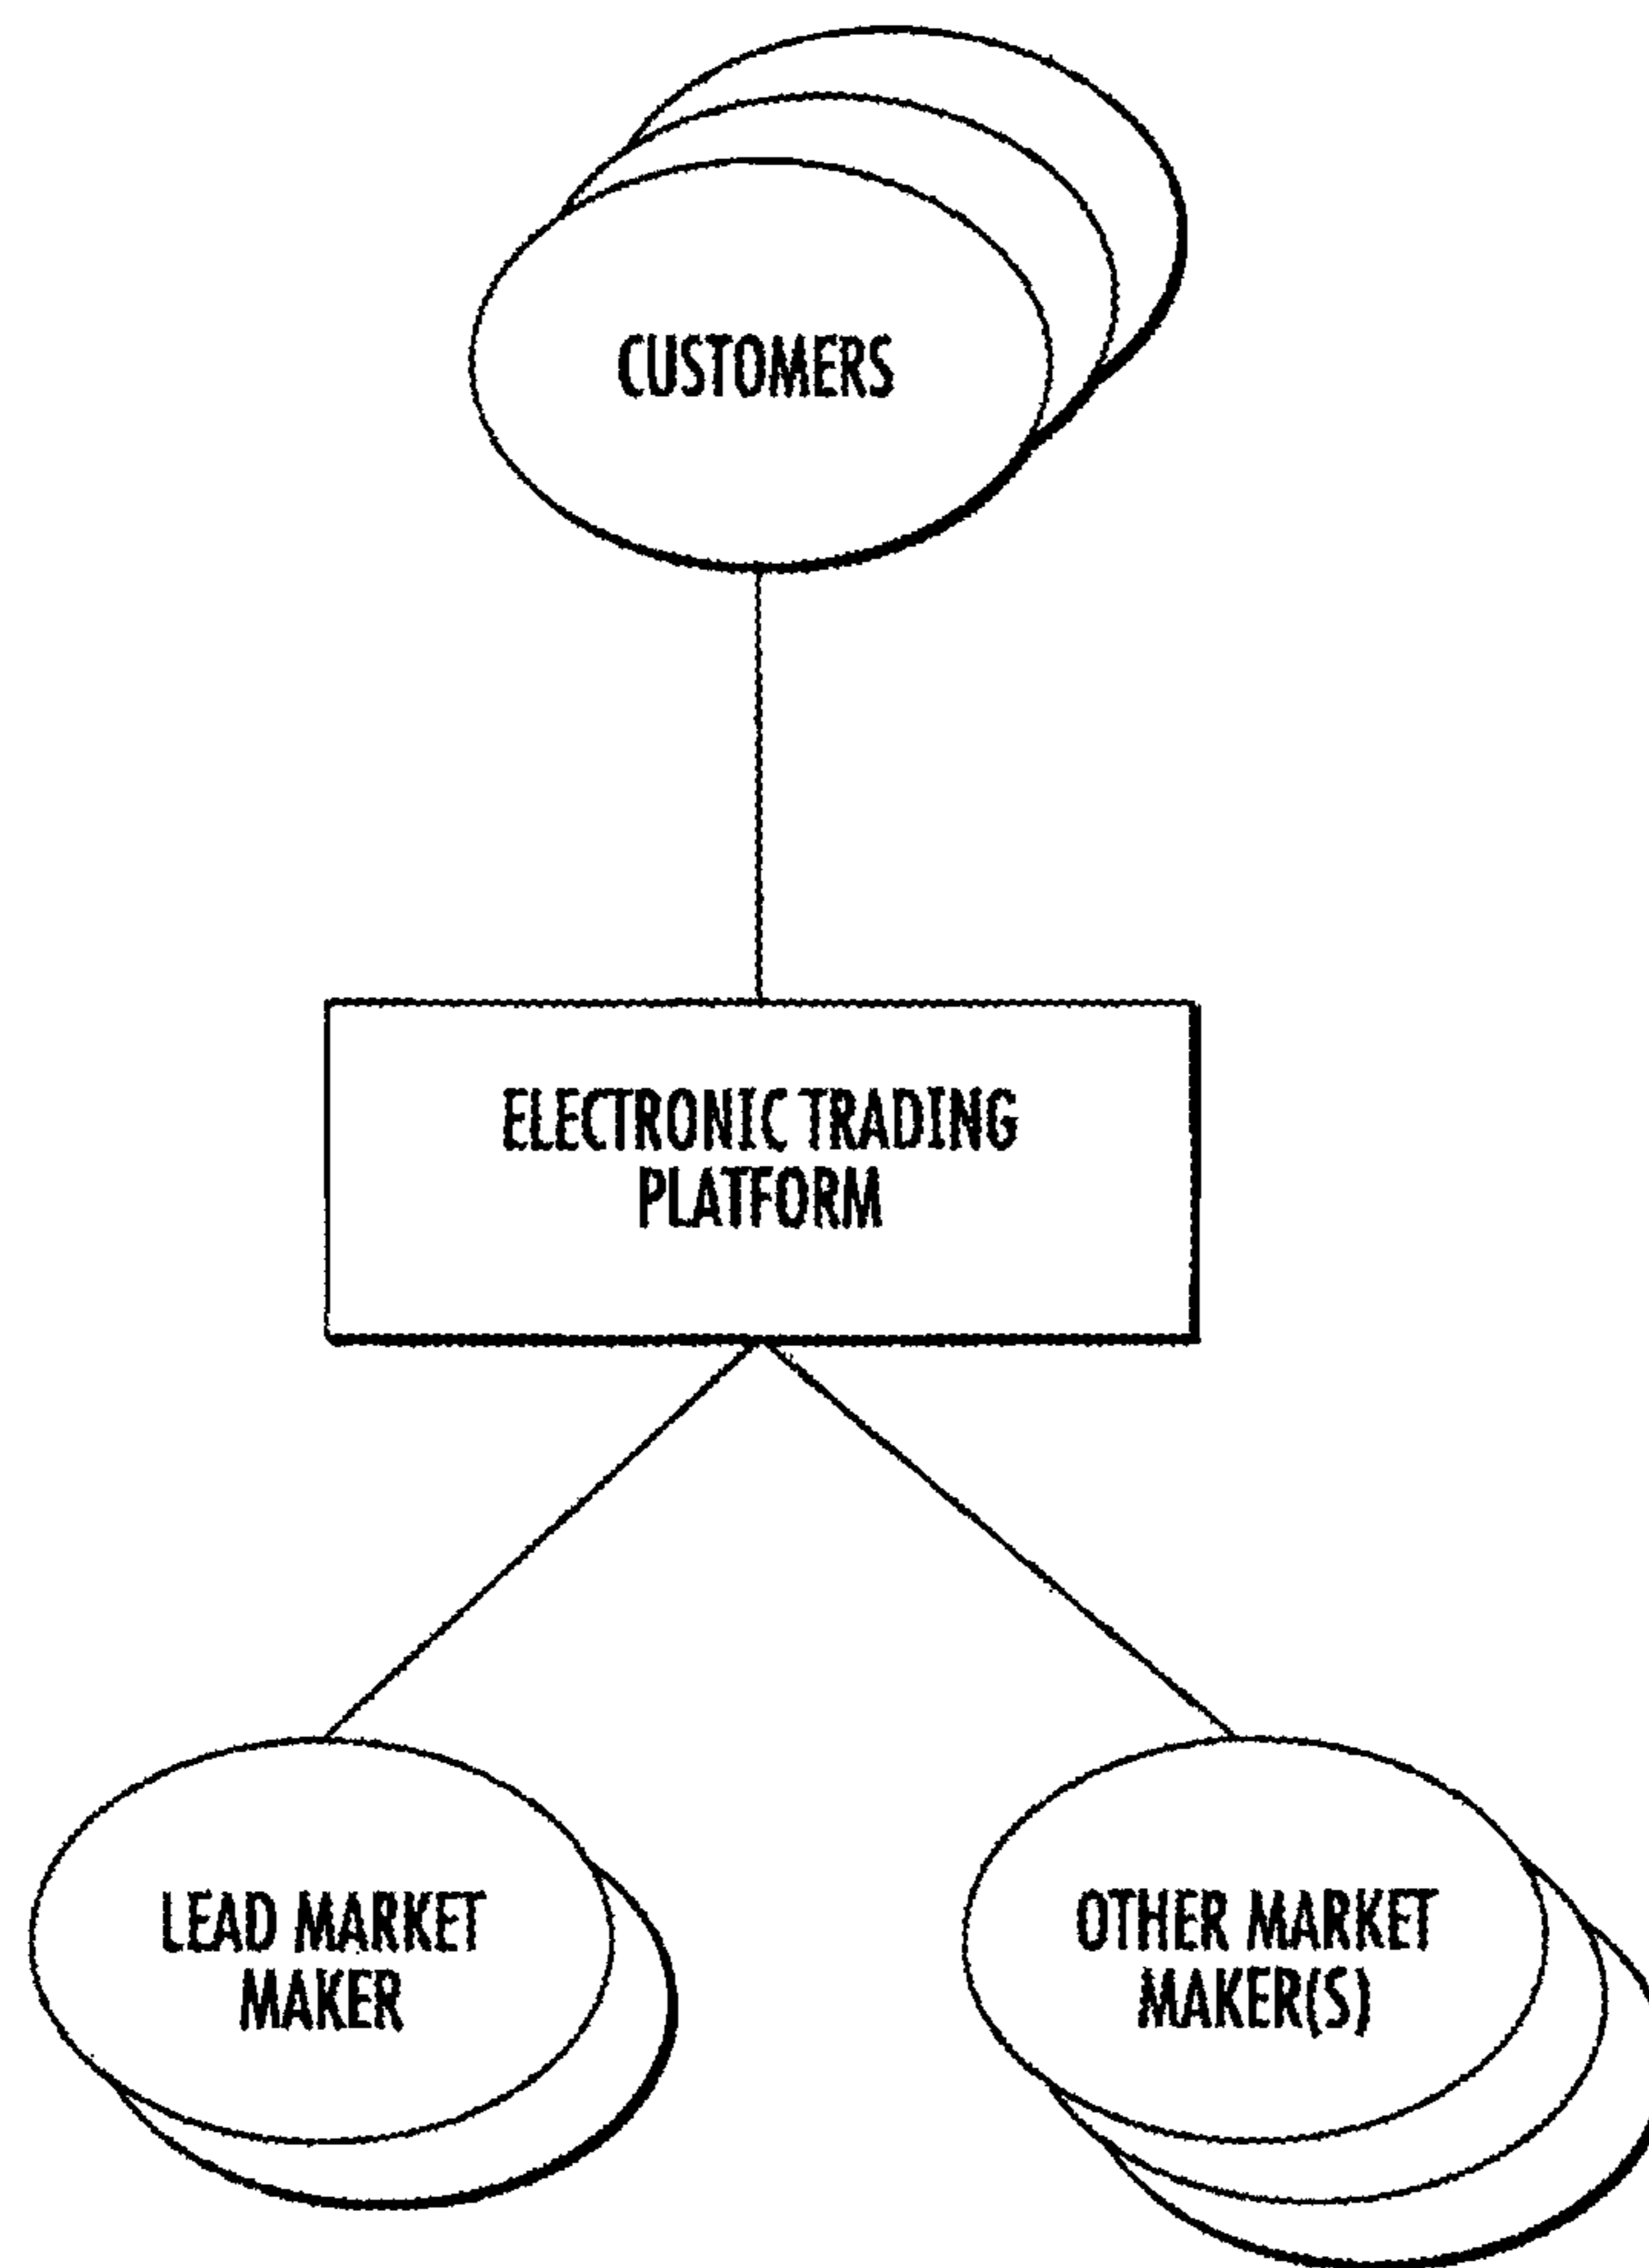 CUSTOMERS
ELECTRONIC TRADING
PLATFORM
LEAD MARKET
MAKER
OTHER MARKET
MAKER(S)